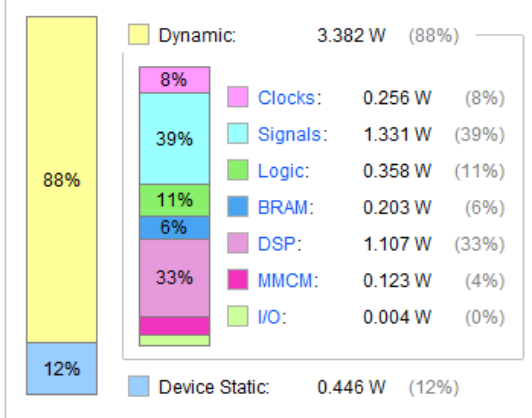 Dynamic: 3.382 W (88%)
8%
Clocks: 0.256 W (8%)
39%
Signals: 1.331 W (39%)
88%
11%
Logic: 0.358 W (11%)
6%
BRAM: 0.203 W (6%)
33%
DSP: 1.107 W (33%)
MMCM: 0.123 W (4%)
I/O: 0.004 W (0%)
12%
Device Static: 0.446 W (12%)